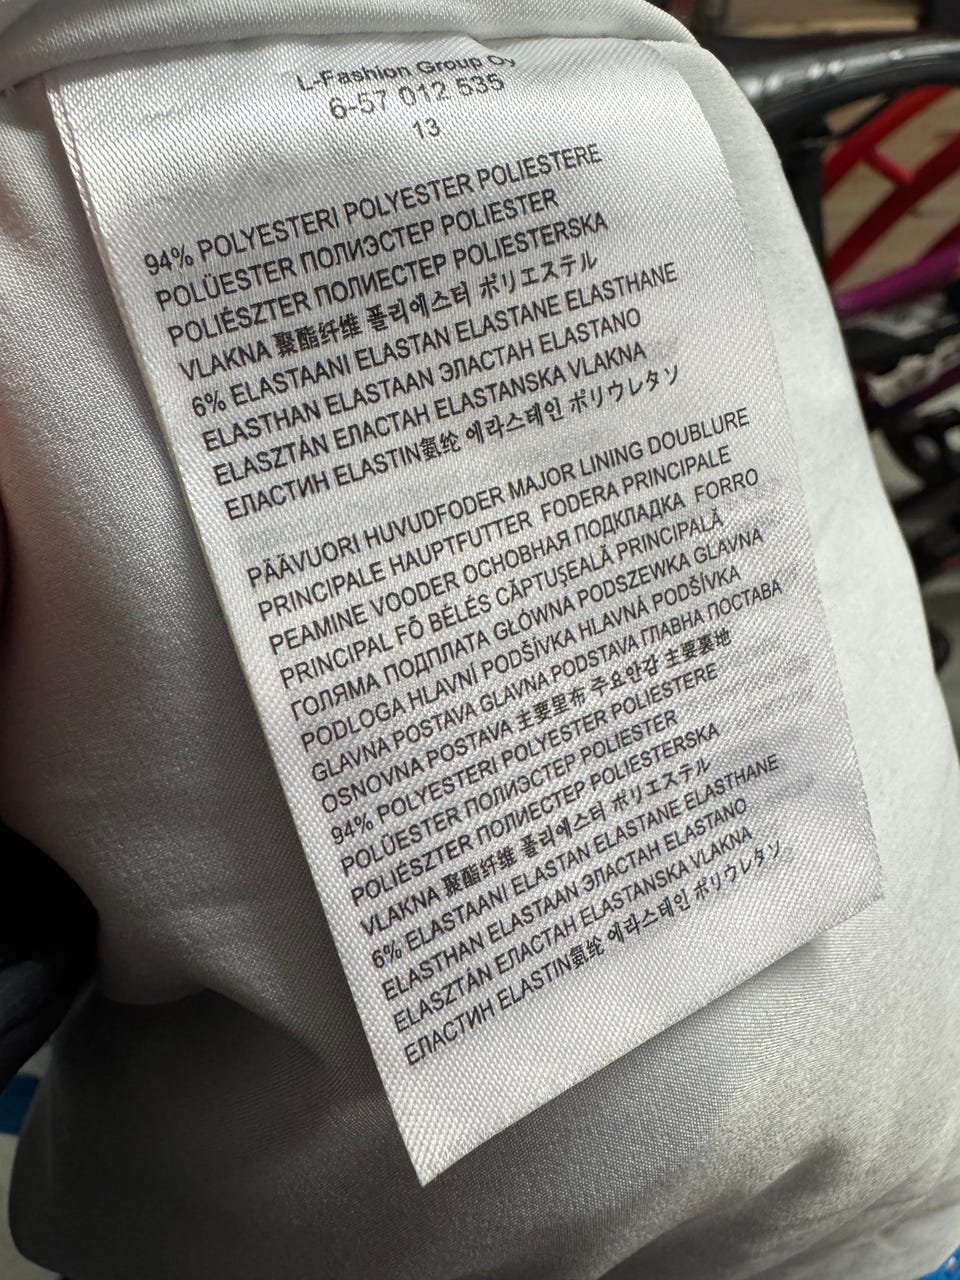 L-Fashion Group Oy
6-57 012 535
13
94% POLYESTERI POLYESTER POLIESTERE
POLÜESTER ПОЛИЭСТЕР POLIESTER
POLIÉSZTER ПОЛИЕСТЕР POLIESTERSKA
VLAKNA 聚酯纤维 폴리에스터 ポリエステル
6% ELASTAANI ELASTAN ELASTANE ELASTHANE
ELASTHAN ELASTAAN ЭЛАСТАН ELASTANO
ELASZTÁN ЕЛАСТАН ELASTANSKA VLAKNA
ЕЛАСТИН ELASTIN氨纶 에라스테인 ポリウレタソ
PÄÄVUORI HUVUDFODER MAJOR LINING DOUBLURE
PRINCIPALE HAUPTFUTTER FODERA PRINCIPALE
PEAMINE VOODER ОСНОВНАЯ ПОДКЛАДКА FORRO
PRINCIPAL FŐ BÉLÉS CĂPTUȘEALĂ PRINCIPALĂ
ГОЛЯМА ПОДПЛАТА GŁÓWNA PODSZEWKA GLAVNA
PODLOGA HLAVNÍ PODŠÍVKA HLAVNÁ PODŠÍVKA
GLAVNA POSTAVA GLAVNA PODSTAVA ГЛАВНА ПОСТАВА
OSNOVNA POSTAVA 主要里布 주요안감 主要裏地
94% POLYESTERI POLYESTER POLIESTERE
POLÜESTER ПОЛИЭСТЕР POLIESTER
POLIÉSZTER ПОЛИЕСТЕР POLIESTERSKA
VLAKNA 聚酯纤维 폴리에스터 ポリエステル
6% ELASTAANI ELASTAN ELASTANE ELASTHANE
ELASTHAN ELASTAAN ЭЛАСТАН ELASTANO
ELASZTÁN ЕЛАСТАН ELASTANSKA VLAKNA
ЕЛАСТИН ELASTIN氨纶 에라스테인 ポリウレタソ